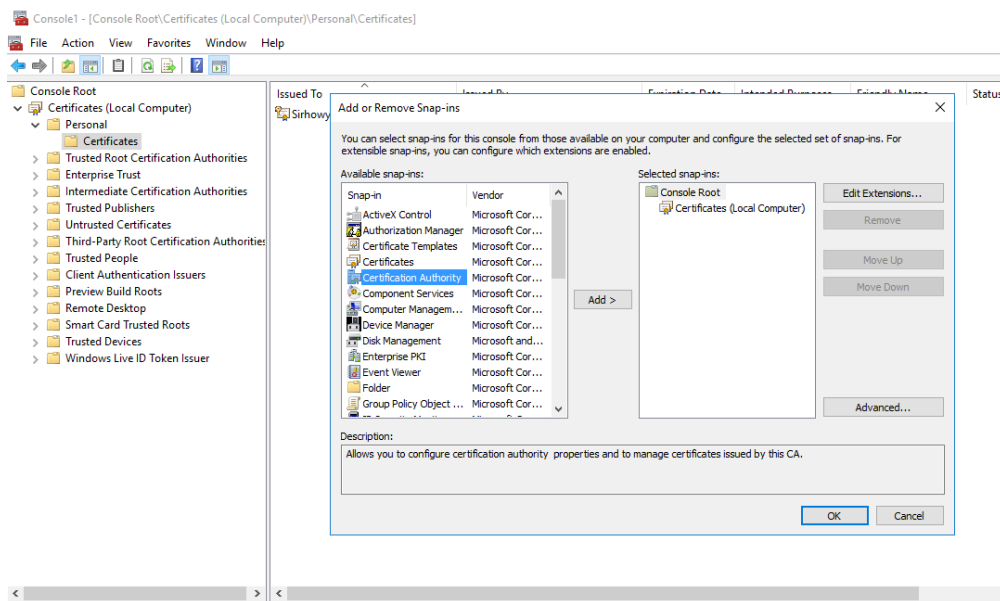 Console1 - [Console Root\Certificates (Local Computer)\Personal\Certificates]
File Action View Favorites Window Help
Console Root
Certificates (Local Computer)
Personal
Certificates
Trusted Root Certification Authorities
Enterprise Trust
Intermediate Certification Authorities
Trusted Publishers
Untrusted Certificates
Third-Party Root Certification Authorities
Trusted People
Client Authentication Issuers
Preview Build Roots
Remote Desktop
Smart Card Trusted Roots
Trusted Devices
Windows Live ID Token Issuer
Issued To Issued By Expiration Date Intended Purposes Friendly Name Status
Sirhowy
Add or Remove Snap-ins
You can select snap-ins for this console from those available on your computer and configure the selected set of snap-ins. For
extensible snap-ins, you can configure which extensions are enabled.
Available snap-ins:
Snap-in Vendor
ActiveX Control Microsoft Cor...
Authorization Manager Microsoft Cor...
Certificate Templates Microsoft Cor...
Certificates Microsoft Cor...
Certification Authority Microsoft Cor...
Component Services Microsoft Cor...
Computer Managem... Microsoft Cor...
Device Manager Microsoft Cor...
Disk Management Microsoft and...
Enterprise PKI Microsoft Cor...
Event Viewer Microsoft Cor...
Folder Microsoft Cor...
Group Policy Object ... Microsoft Cor...
Add >
Selected snap-ins:
Console Root
Certificates (Local Computer)
Edit Extensions...
Remove
Move Up
Move Down
Advanced...
Description:
Allows you to configure certification authority properties and to manage certificates issued by this CA.
OK Cancel